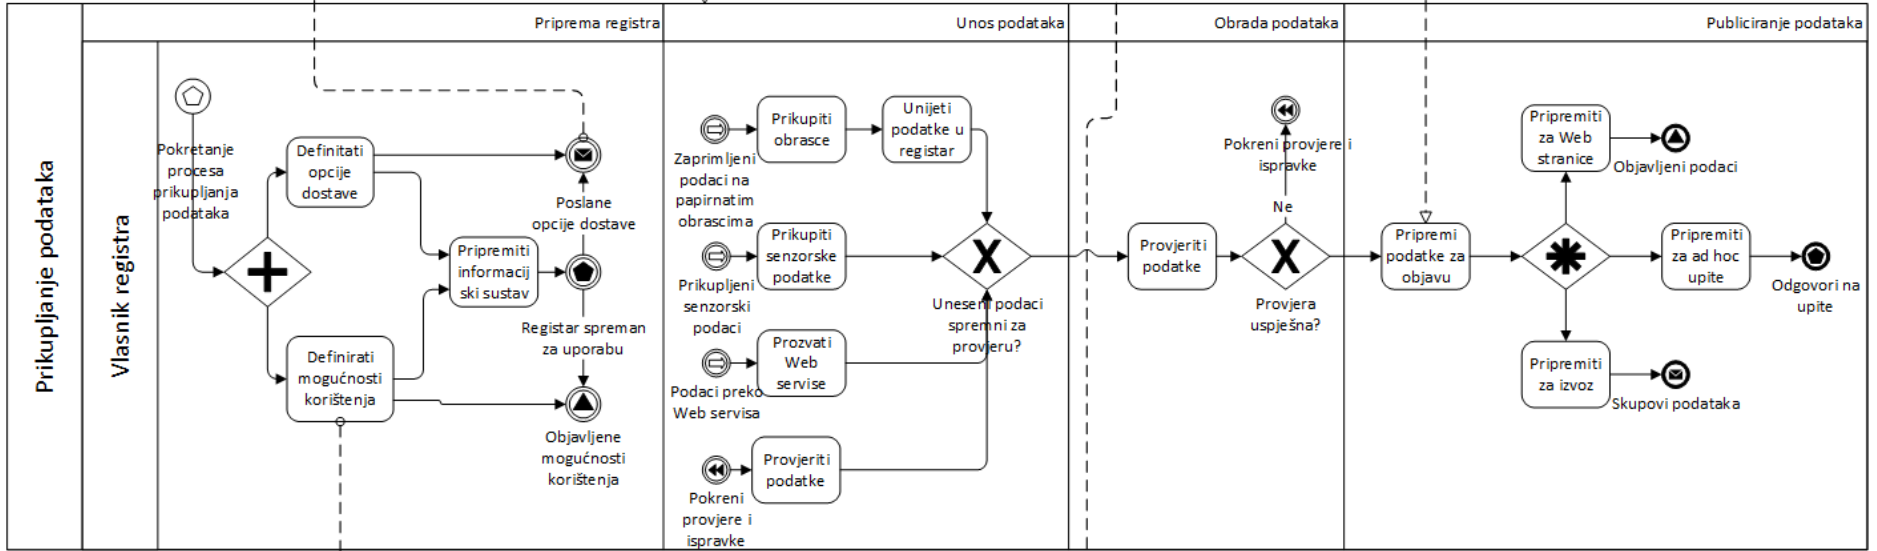 Prikupljanje podataka
Vlasnik registra
Priprema registra
Unos podataka
Obrada podataka
Publiciranje podataka
Pokretanje
procesa
prikupljanja
podataka
Definitati
opcije
dostave
Definirati
mogućnosti
korištenja
Pripremiti
informacij
ski sustav
Poslane
opcije dostave
Registar spreman
za uporabu
Objavljene
mogućnosti
korištenja
Zaprimljeni
podaci na
papirnatim
obrascima
Prikupiti
obrasce
Unijeti
podatke u
registar
Prikupljeni
senzorski
podaci
Prikupiti
senzorske
podatke
Podaci preko
Web servisa
Prozvati
Web
servise
Pokreni
provjere i
ispravke
Provjeriti
podatke
X
Uneseni podaci
spremni za
provjeru?
Provjeriti
podatke
Pokreni provjere i
ispravke
Ne
X
Provjera
uspješna?
Pripremi
podatke za
objavu
Pripremiti
za Web
stranice
Objavljeni podaci
Pripremiti
za ad hoc
upite
Odgovori na
upite
Pripremiti
za izvoz
Skupovi podataka